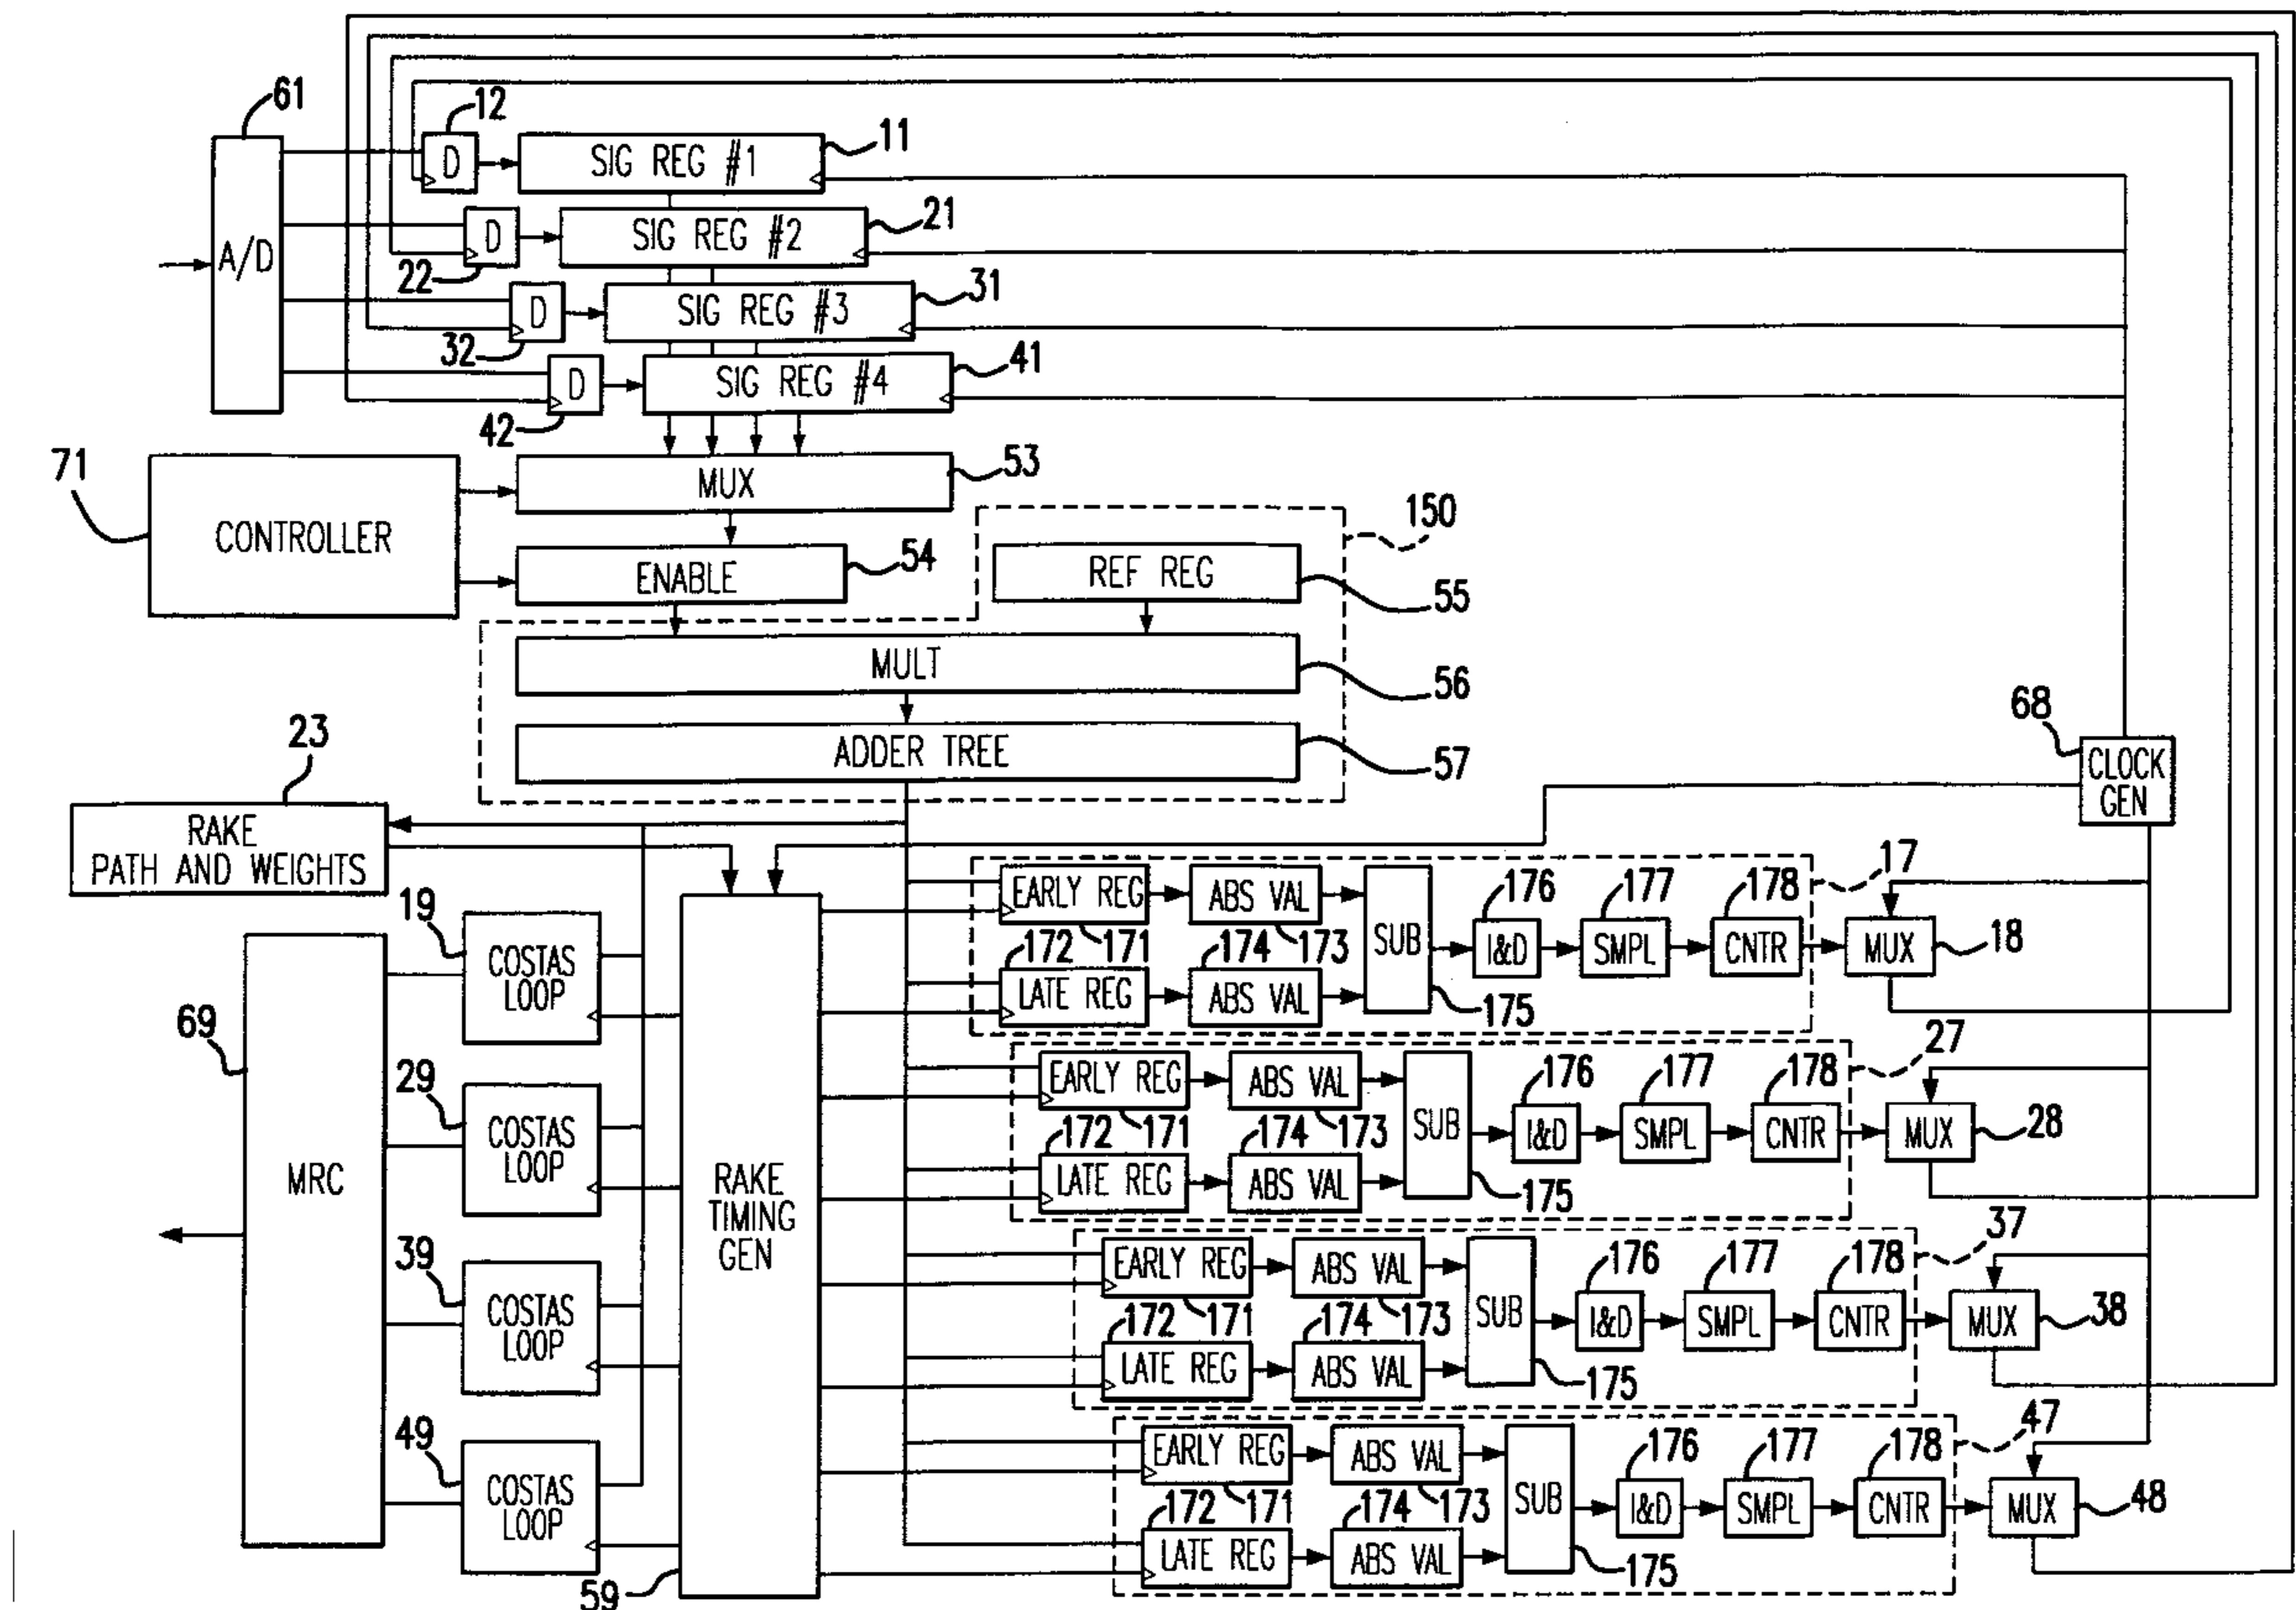 61
12
D
SIG REG #1
11
A/D
D
SIG REG #2
21
22
D
SIG REG #3
31
32
D
SIG REG #4
41
42
71
CONTROLLER
MUX
53
ENABLE
54
150
REF REG
55
MULT
56
ADDER TREE
57
68
CLOCK
GEN
23
RAKE
PATH AND WEIGHTS
19
COSTAS
LOOP
29
COSTAS
LOOP
39
COSTAS
LOOP
49
COSTAS
LOOP
69
MRC
RAKE
TIMING
GEN
59
EARLY REG
ABS VAL
172
171
174
173
LATE REG
ABS VAL
SUB
175
176
I&D
177
SMPL
178
CNTR
17
MUX
18
EARLY REG
ABS VAL
172
171
174
173
LATE REG
ABS VAL
SUB
175
176
I&D
177
SMPL
178
CNTR
27
MUX
28
EARLY REG
ABS VAL
172
171
174
173
LATE REG
ABS VAL
SUB
175
176
I&D
177
SMPL
178
CNTR
37
MUX
38
EARLY REG
ABS VAL
172
171
174
173
LATE REG
ABS VAL
SUB
175
176
I&D
177
SMPL
178
CNTR
47
MUX
48